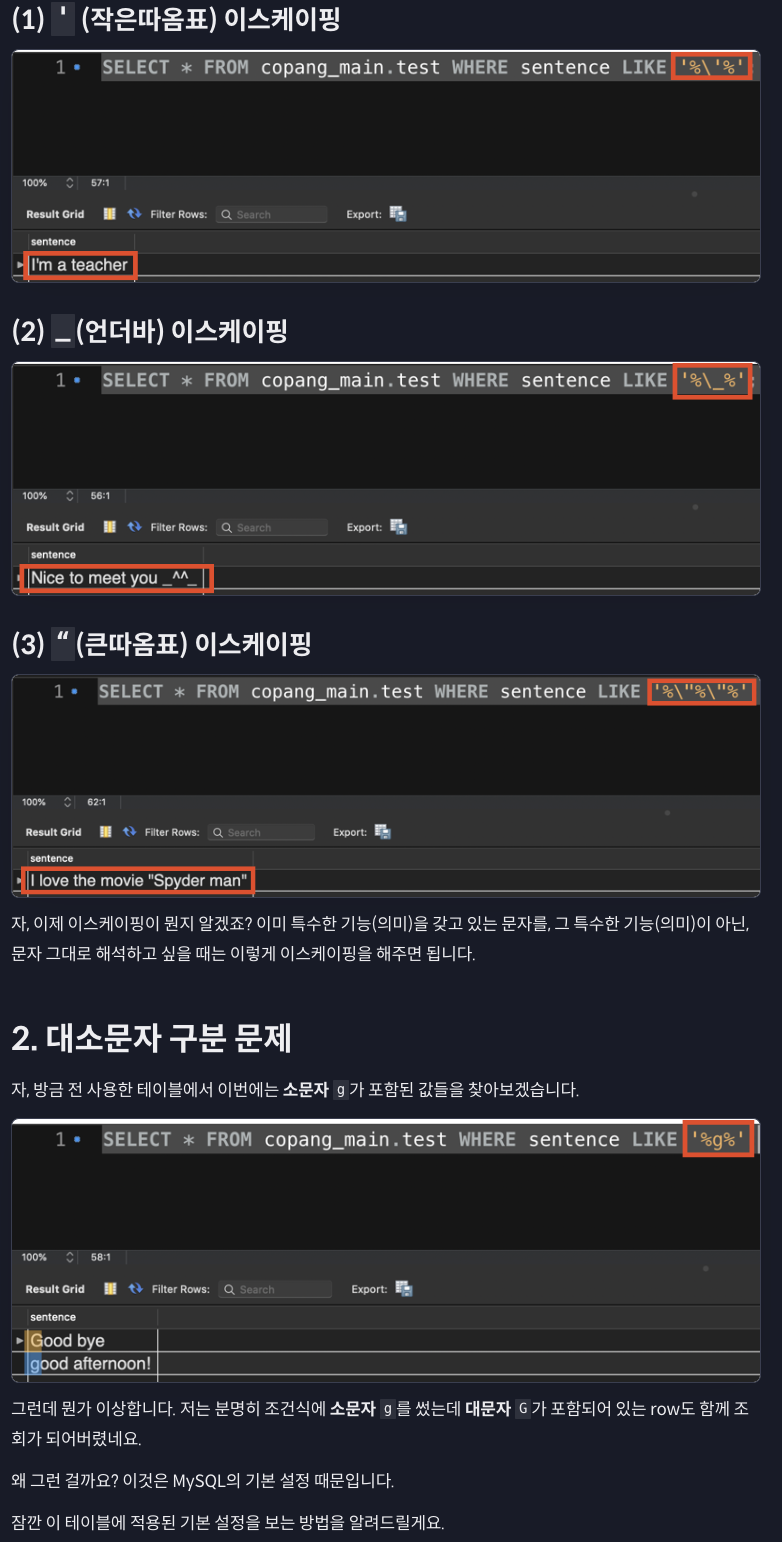 (1) ' (작은따옴표) 이스케이핑
1 SELECT * FROM copang_main.test WHERE sentence LIKE '%\'%';
100% 57:1
Result Grid Filter Rows: Search Export:
sentence
I'm a teacher
(2) _(언더바) 이스케이핑
1 SELECT * FROM copang_main.test WHERE sentence LIKE '%\_%';
100% 56:1
Result Grid Filter Rows: Search Export:
sentence
Nice to meet you _^^_
(3) “(큰따옴표) 이스케이핑
1 SELECT * FROM copang_main.test WHERE sentence LIKE '%\"%\"%'
100% 62:1
Result Grid Filter Rows: Search Export:
sentence
I love the movie "Spyder man"
자, 이제 이스케이핑이 뭔지 알겠죠? 이미 특수한 기능(의미)을 갖고 있는 문자를, 그 특수한 기능(의미)이 아닌,
문자 그대로 해석하고 싶을 때는 이렇게 이스케이핑을 해주면 됩니다.
2. 대소문자 구분 문제
자, 방금 전 사용한 테이블에서 이번에는 소문자 g가 포함된 값들을 찾아보겠습니다.
1 SELECT * FROM copang_main.test WHERE sentence LIKE '%g%'
100% 58:1
Result Grid Filter Rows: Search Export:
sentence
Good bye
good afternoon!
그런데 뭔가 이상합니다. 저는 분명히 조건식에 소문자 g를 썼는데 대문자 G가 포함되어 있는 row도 함께 조
회가 되어버렸네요.
왜 그런 걸까요? 이것은 MySQL의 기본 설정 때문입니다.
잠깐 이 테이블에 적용된 기본 설정을 보는 방법을 알려드릴게요.